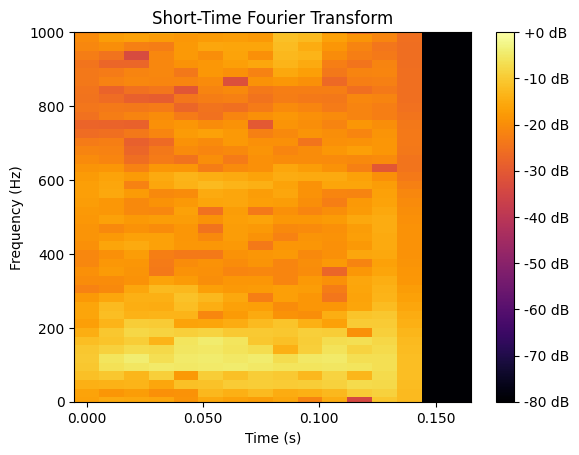 Short-Time Fourier Transform
1000
800
600
400
200
0
Frequency (Hz)
0.000
0.050
0.100
0.150
Time (s)
+0 dB
-10 dB
-20 dB
-30 dB
-40 dB
-50 dB
-60 dB
-70 dB
-80 dB